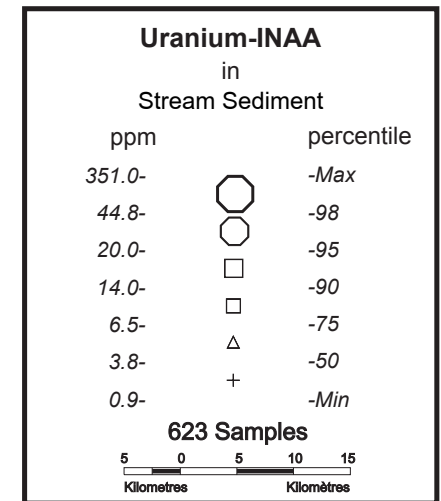 Uranium-INAA
in
Stream Sediment
ppm percentile
351.0- -Max
44.8- -98
20.0- -95
14.0- -90
6.5- -75
3.8- -50
0.9- -Min
623 Samples
5 0 5 10 15
Kilometres Kilomètres